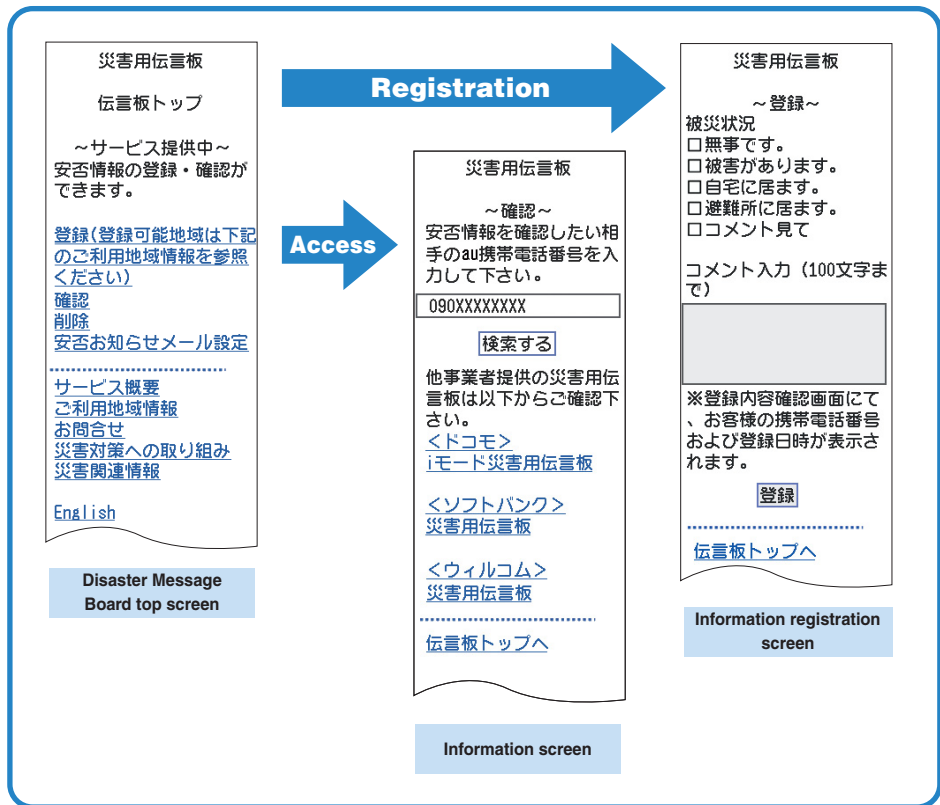 災害用伝言板
伝言板トップ
～サービス提供中～
安否情報の登録・確認が
できます。
登録(登録可能地域は下記
のご利用地域情報を参照
ください)
確認
削除
安否お知らせメール設定
サービス概要
ご利用地域情報
お問合せ
災害対策への取り組み
災害関連情報
English
Disaster Message
Board top screen
Registration
Access
災害用伝言板
～確認～
安否情報を確認したい相
手のau携帯電話番号を入
力して下さい。
090XXXXXXXX
検索する
他事業者提供の災害用伝
言板は以下からご確認下
さい。
<ドコモ>
iモード災害用伝言板
<ソフトバンク>
災害用伝言板
<ウィルコム>
災害用伝言板
伝言板トップへ
Information screen
災害用伝言板
～登録～
被災状況
□無事です。
□被害があります。
□自宅に居ます。
□避難所に居ます。
□コメント見て
コメント入力（100文字ま
で）
※登録内容確認画面にて
、お客様の携帯電話番号
および登録日時が表示さ
れます。
登録
伝言板トップへ
Information registration
screen